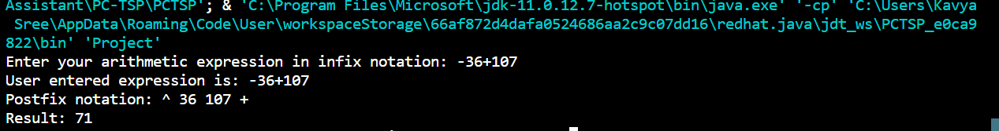 Assistant\PC-TSP\PCTSP'; & 'C:\Program Files\Microsoft\jdk-11.0.12.7-hotspot\bin\java.exe' '-cp' 'C:\Users\Kavya
Sree\AppData\Roaming\Code\User\workspaceStorage\66af872d4dafa0524686aa2c9c07dd16\redhat.java\jdt_ws\PCTSP_e0ca9
822\bin' 'Project'
Enter your arithmetic expression in infix notation: -36+107
User entered expression is: -36+107
Postfix notation: ^ 36 107 +
Result: 71